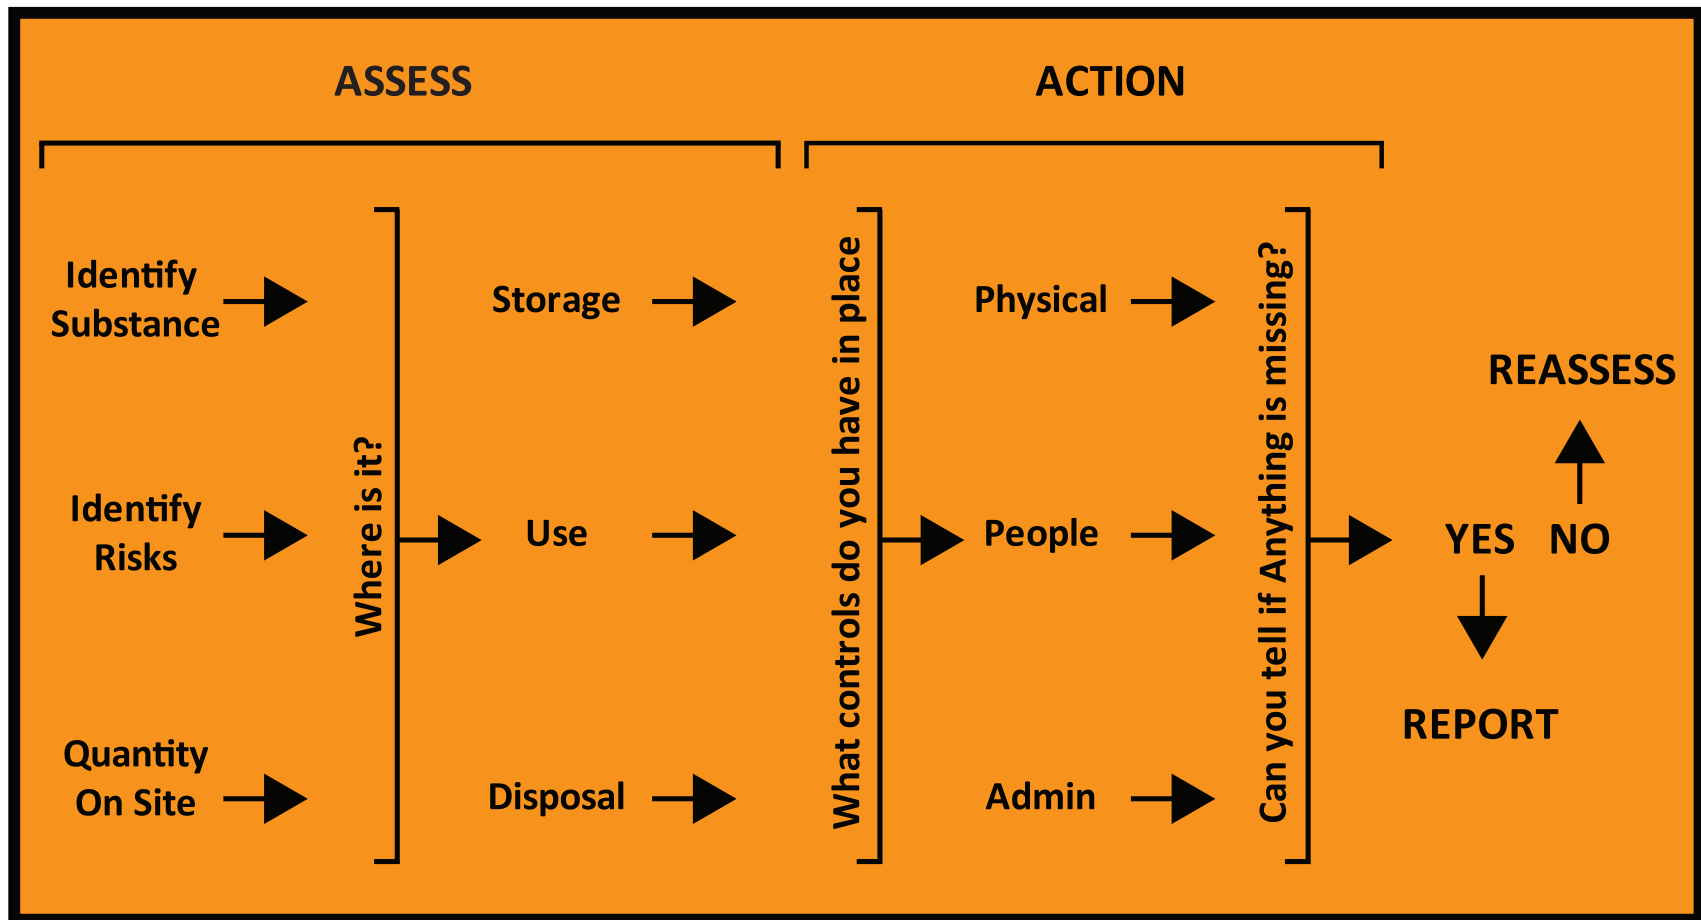 ASSESS
ACTION
Identify
Substance
Identify
Risks
Quantity
On Site
Where is it?
Storage
Use
Disposal
What controls do you have in place
Physical
People
Admin
Can you tell if Anything is missing?
REASSESS
YES NO
REPORT